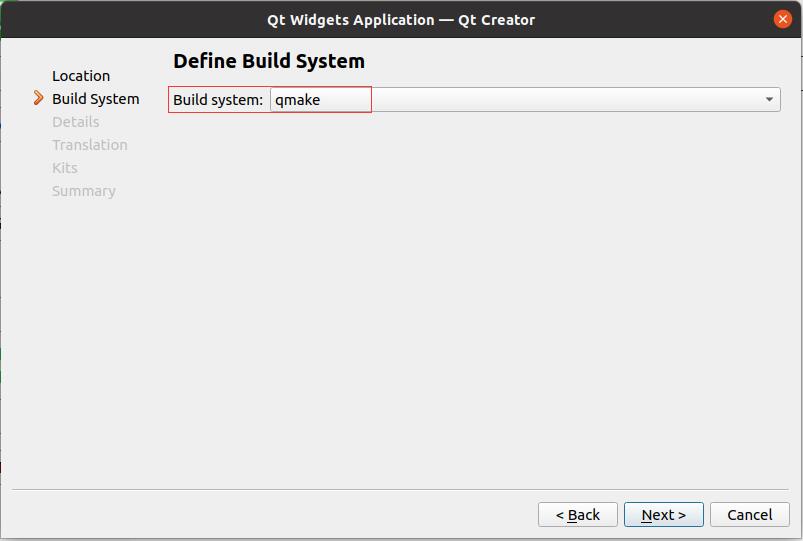 Qt Widgets Application — Qt Creator
Define Build System
Location
Build System
Details
Translation
Kits
Summary
Build system: qmake
< Back
Next >
Cancel